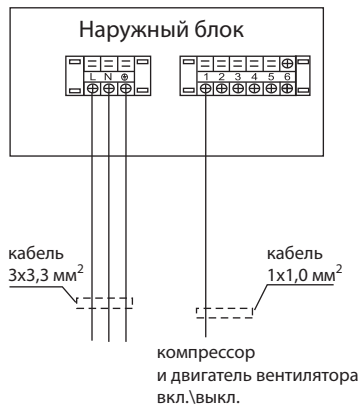 Наружный блок
L N ⊕
1 2 3 4 5 6
кабель
3x3,3 мм²
кабель
1x1,0 мм²
компрессор
и двигатель вентилятора
вкл.\выкл.